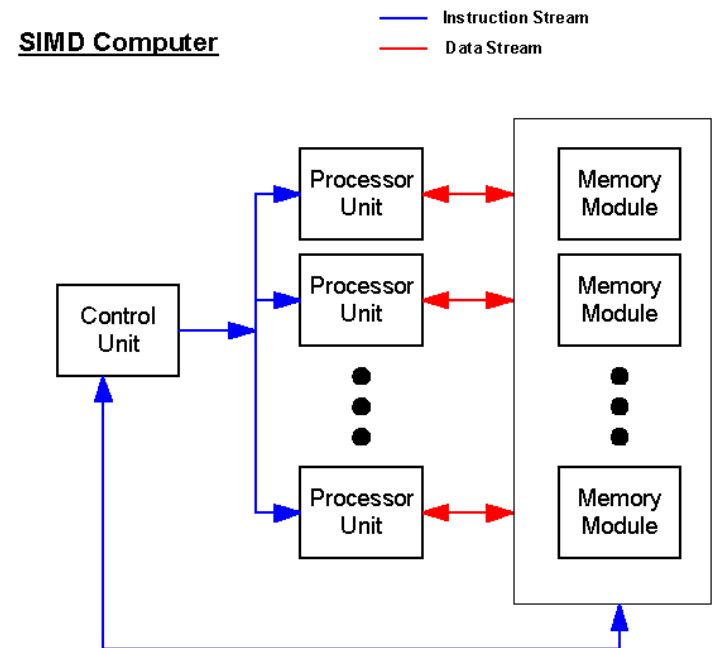 SIMD Computer
Instruction Stream
Data Stream
Processor
Unit
Memory
Module
Processor
Unit
Memory
Module
Control
Unit
Processor
Unit
Memory
Module